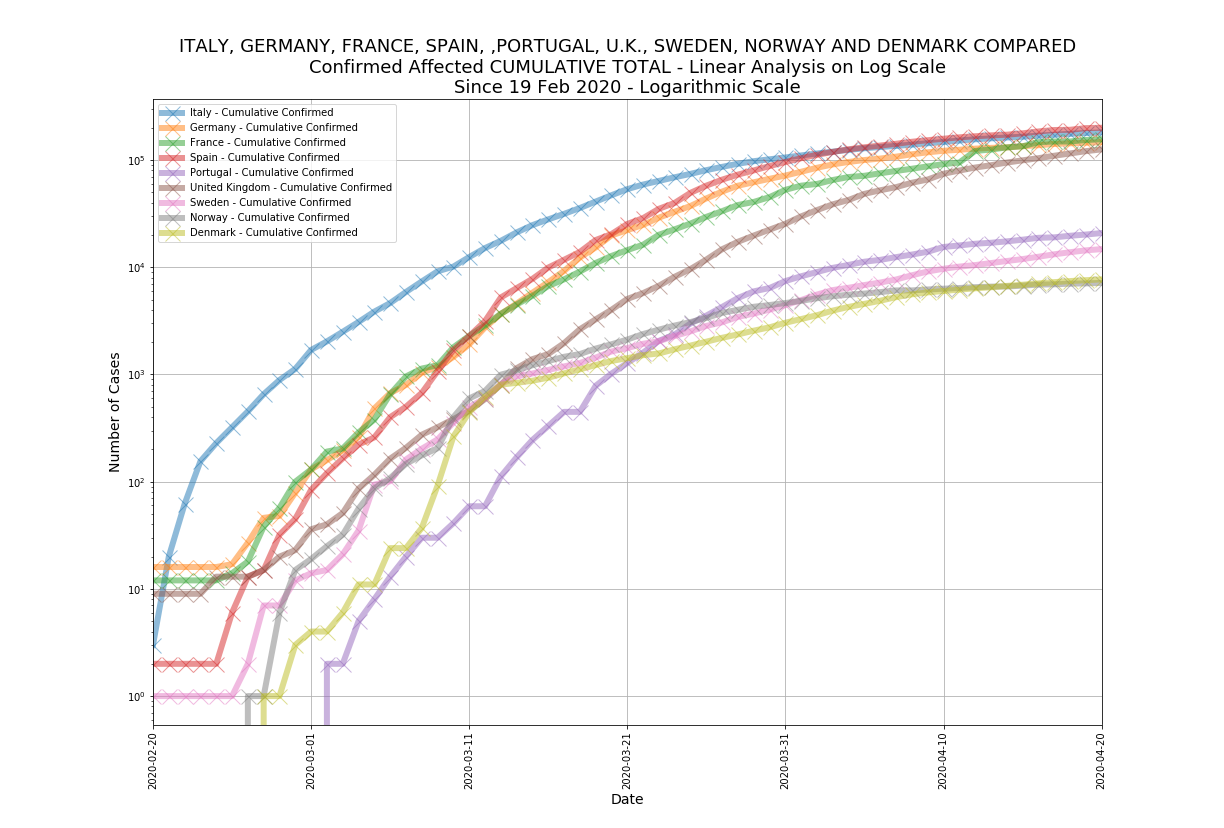 ITALY, GERMANY, FRANCE, SPAIN, ,PORTUGAL, U.K., SWEDEN, NORWAY AND DENMARK COMPARED
Confirmed Affected CUMULATIVE TOTAL - Linear Analysis on Log Scale
Since 19 Feb 2020 - Logarithmic Scale
Italy - Cumulative Confirmed
Germany - Cumulative Confirmed
France - Cumulative Confirmed
Spain - Cumulative Confirmed
Portugal - Cumulative Confirmed
United Kingdom - Cumulative Confirmed
Sweden - Cumulative Confirmed
Norway - Cumulative Confirmed
Denmark - Cumulative Confirmed
Number of Cases
10⁵
10⁴
10³
10²
10¹
10⁰
2020-02-20
2020-03-01
2020-03-11
2020-03-21
2020-03-31
2020-04-10
2020-04-20
Date